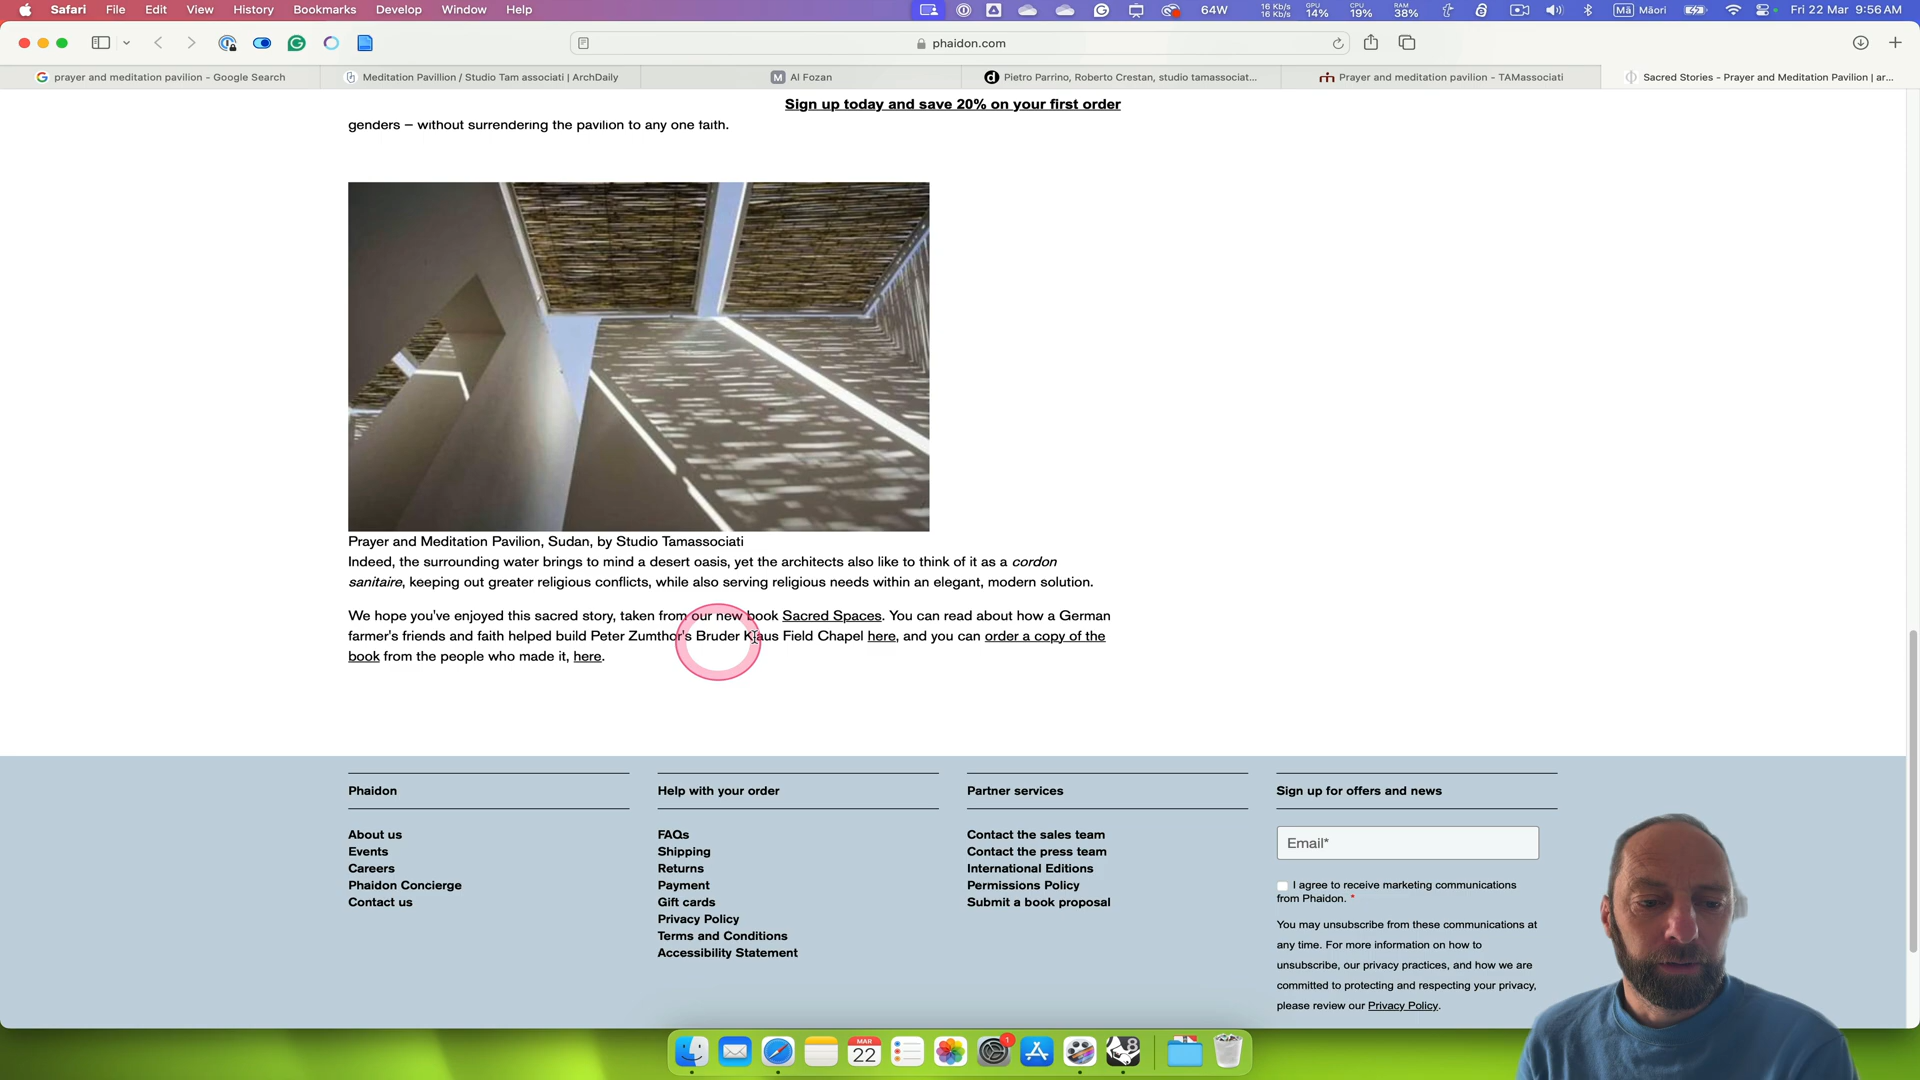 Safari File Edit View History Bookmarks Develop Window Help 64W 16 Kb/s 16 Kb/s GPU 14% CPU 19% RAM 38% Mā Māori Fri 22 Mar 9:56 AM
phaidon.com
prayer and meditation pavilion - Google Search
Meditation Pavillion / Studio Tam associati | ArchDaily
M Al Fozan
Pietro Parrino, Roberto Crestan, studio tamassociat...
Prayer and meditation pavilion - TAMassociati
Sacred Stories - Prayer and Meditation Pavilion | ar...
Sign up today and save 20% on your first order
genders – without surrendering the pavilion to any one faith.
Prayer and Meditation Pavilion, Sudan, by Studio Tamassociati
Indeed, the surrounding water brings to mind a desert oasis, yet the architects also like to think of it as a cordon
sanitaire, keeping out greater religious conflicts, while also serving religious needs within an elegant, modern solution.
We hope you've enjoyed this sacred story, taken from our new book Sacred Spaces. You can read about how a German
farmer's friends and faith helped build Peter Zumthor's Bruder Klaus Field Chapel here, and you can order a copy of the
book from the people who made it, here.
Phaidon
About us
Events
Careers
Phaidon Concierge
Contact us
Help with your order
FAQs
Shipping
Returns
Payment
Gift cards
Privacy Policy
Terms and Conditions
Accessibility Statement
Partner services
Contact the sales team
Contact the press team
International Editions
Permissions Policy
Submit a book proposal
Sign up for offers and news
Email*
I agree to receive marketing communications
from Phaidon. *
You may unsubscribe from these communications at
any time. For more information on how to
unsubscribe, our privacy practices, and how we are
committed to protecting and respecting your privacy,
please review our Privacy Policy.
MAR
22
1
8